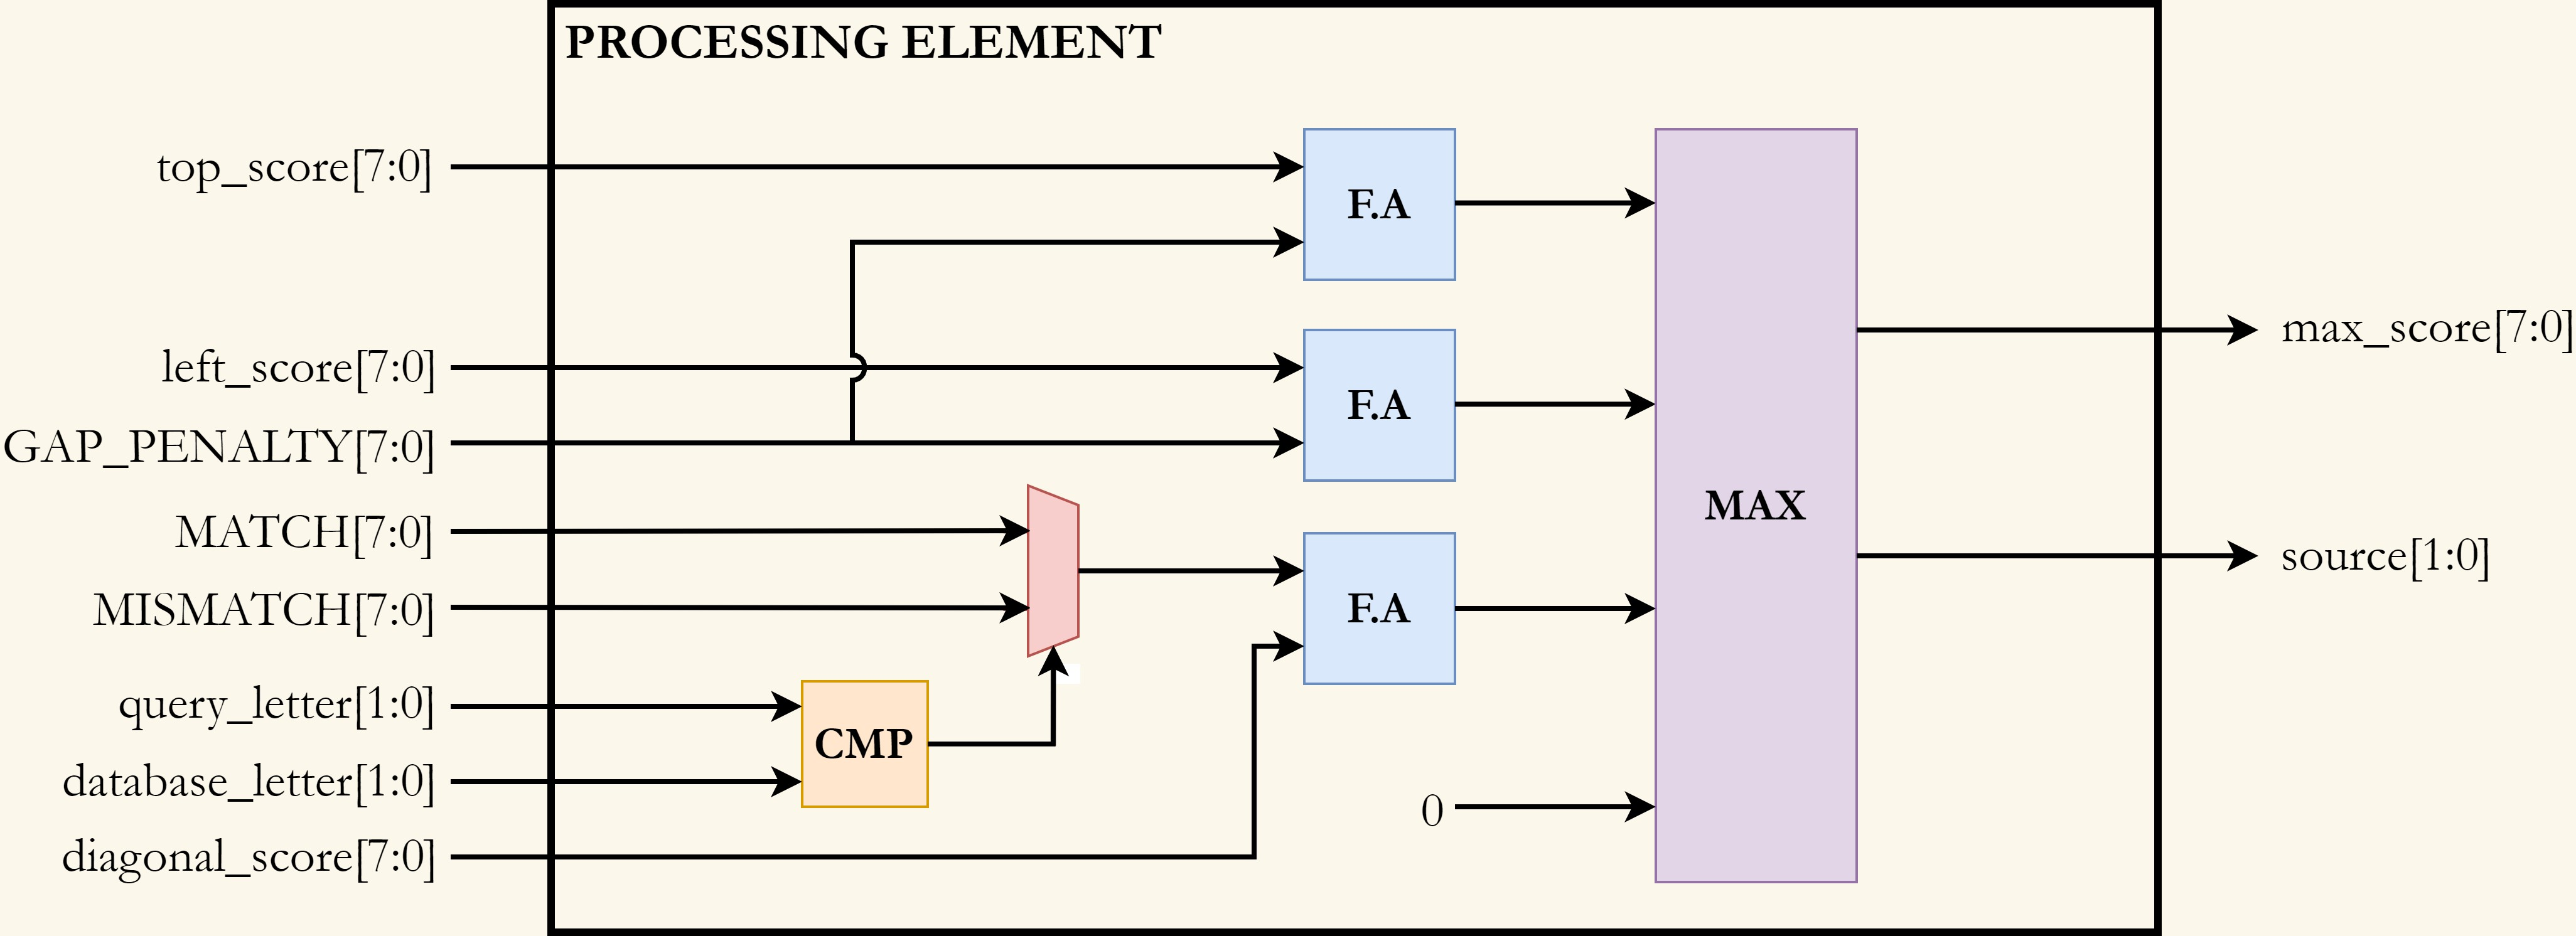 PROCESSING ELEMENT
top_score[7:0]
F.A
left_score[7:0]
F.A
max_score[7:0]
GAP_PENALTY[7:0]
MATCH[7:0]
MAX
source[1:0]
MISMATCH[7:0]
F.A
query_letter[1:0]
CMP
database_letter[1:0]
0
diagonal_score[7:0]